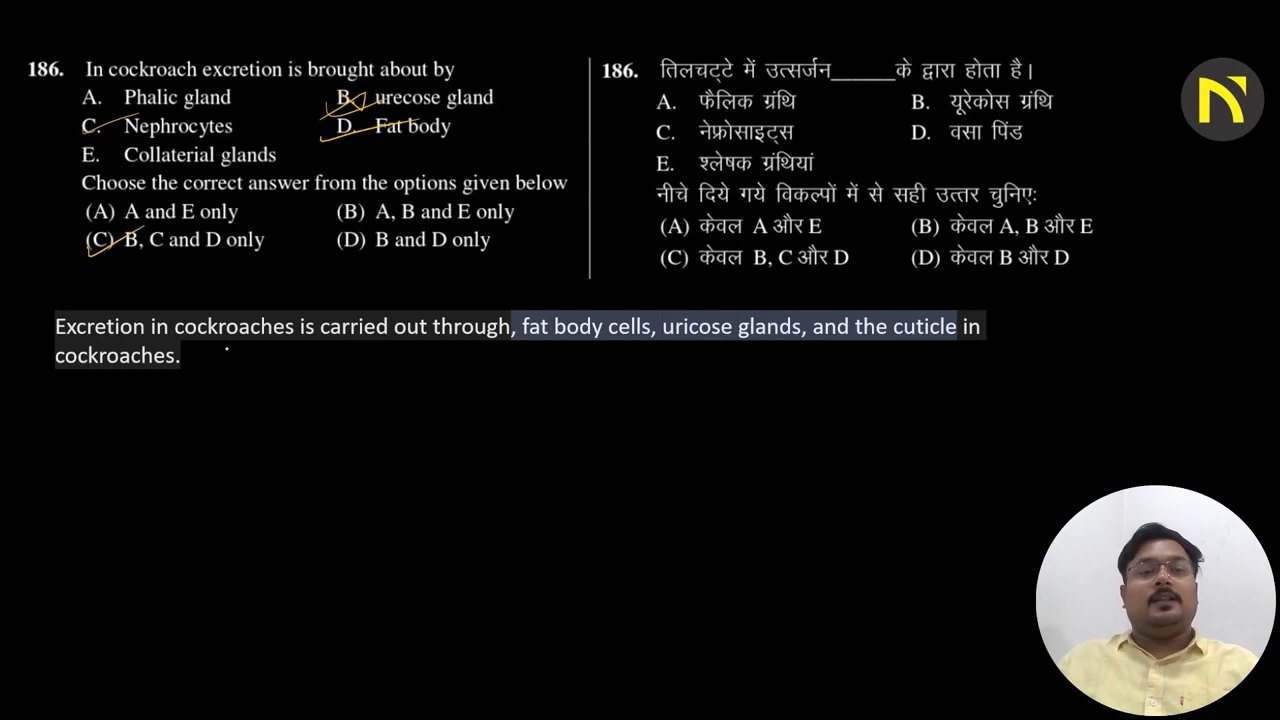 186. In cockroach excretion is brought about by
A. Phalic gland B. urecose gland
C. Nephrocytes D. Fat body
E. Collaterial glands
Choose the correct answer from the options given below
(A) A and E only (B) A, B and E only
(C) B, C and D only (D) B and D only
186. तिलचट्टे में उत्सर्जन______के द्वारा होता है।
A. फैलिक ग्रंथि B. यूरेकोस ग्रंथि
C. नेफ्रोसाइट्स D. वसा पिंड
E. श्लेषक ग्रंथियां
नीचे दिये गये विकल्पों में से सही उत्तर चुनिए:
(A) केवल A और E (B) केवल A, B और E
(C) केवल B, C और D (D) केवल B और D
Excretion in cockroaches is carried out through, fat body cells, uricose glands, and the cuticle in
cockroaches.